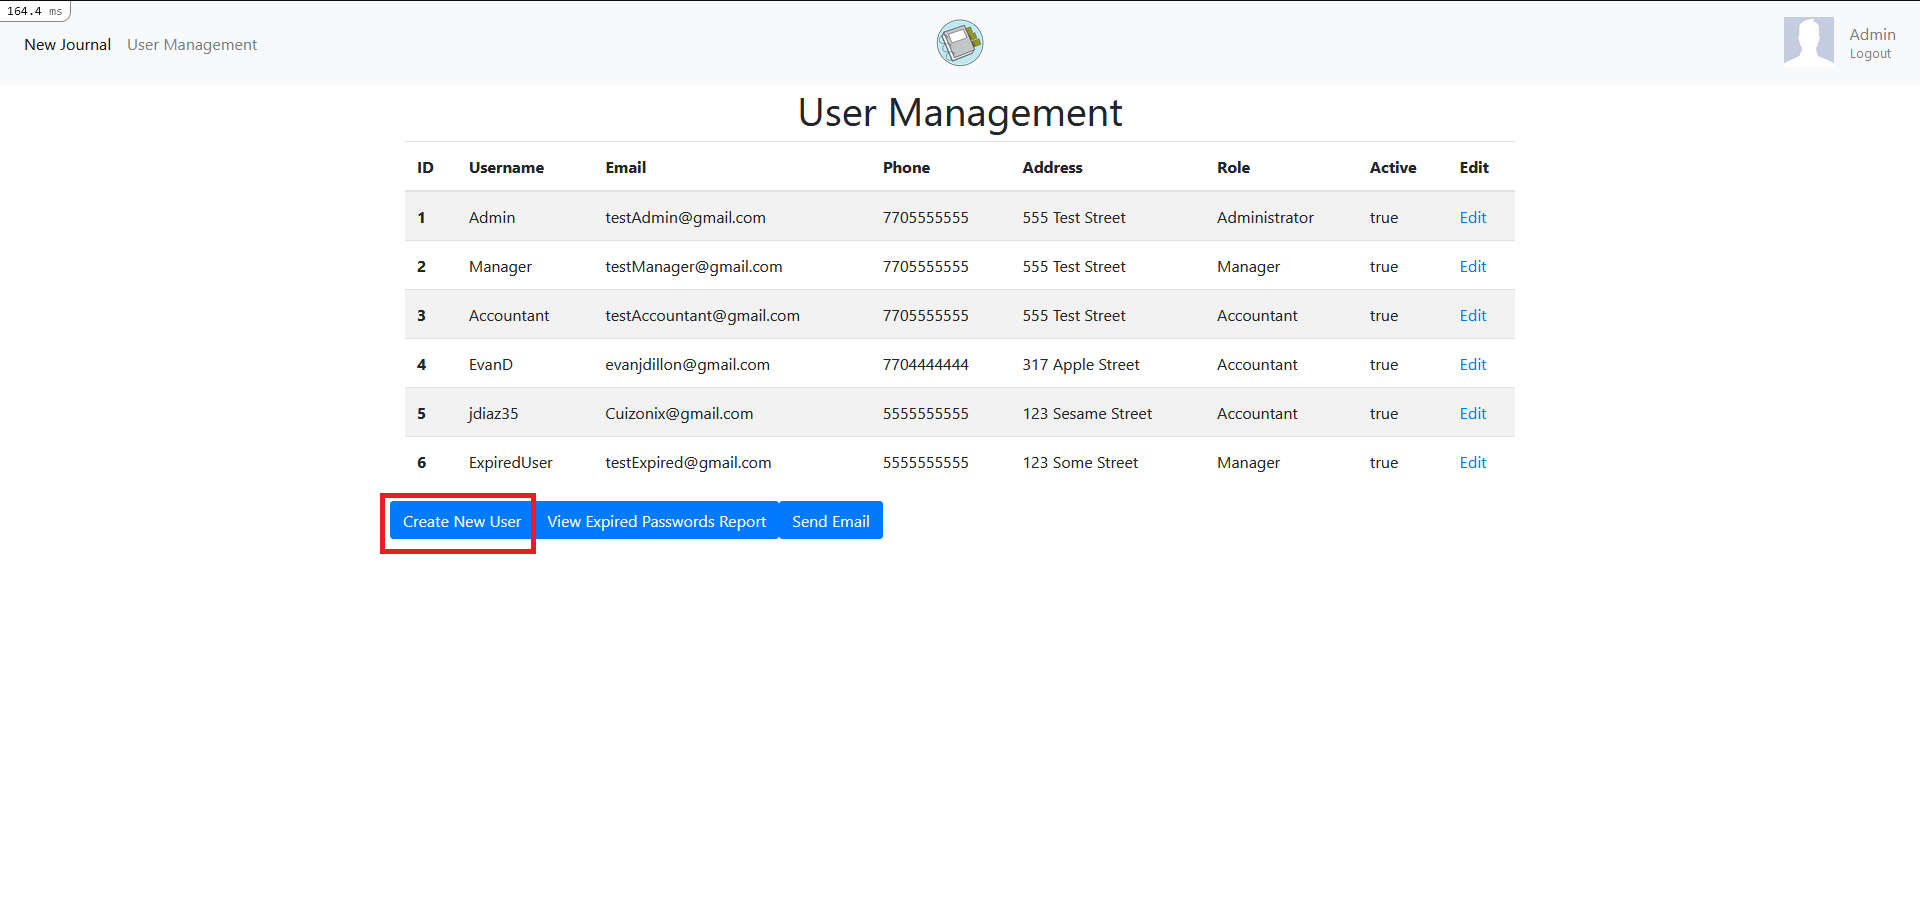 164.4 ms
New Journal User Management
Admin
Logout
User Management
ID Username Email Phone Address Role Active Edit
1 Admin testAdmin@gmail.com 7705555555 555 Test Street Administrator true Edit
2 Manager testManager@gmail.com 7705555555 555 Test Street Manager true Edit
3 Accountant testAccountant@gmail.com 7705555555 555 Test Street Accountant true Edit
4 EvanD evanjdillon@gmail.com 7704444444 317 Apple Street Accountant true Edit
5 jdiaz35 Cuizonix@gmail.com 5555555555 123 Sesame Street Accountant true Edit
6 ExpiredUser testExpired@gmail.com 5555555555 123 Some Street Manager true Edit
Create New User View Expired Passwords Report Send Email